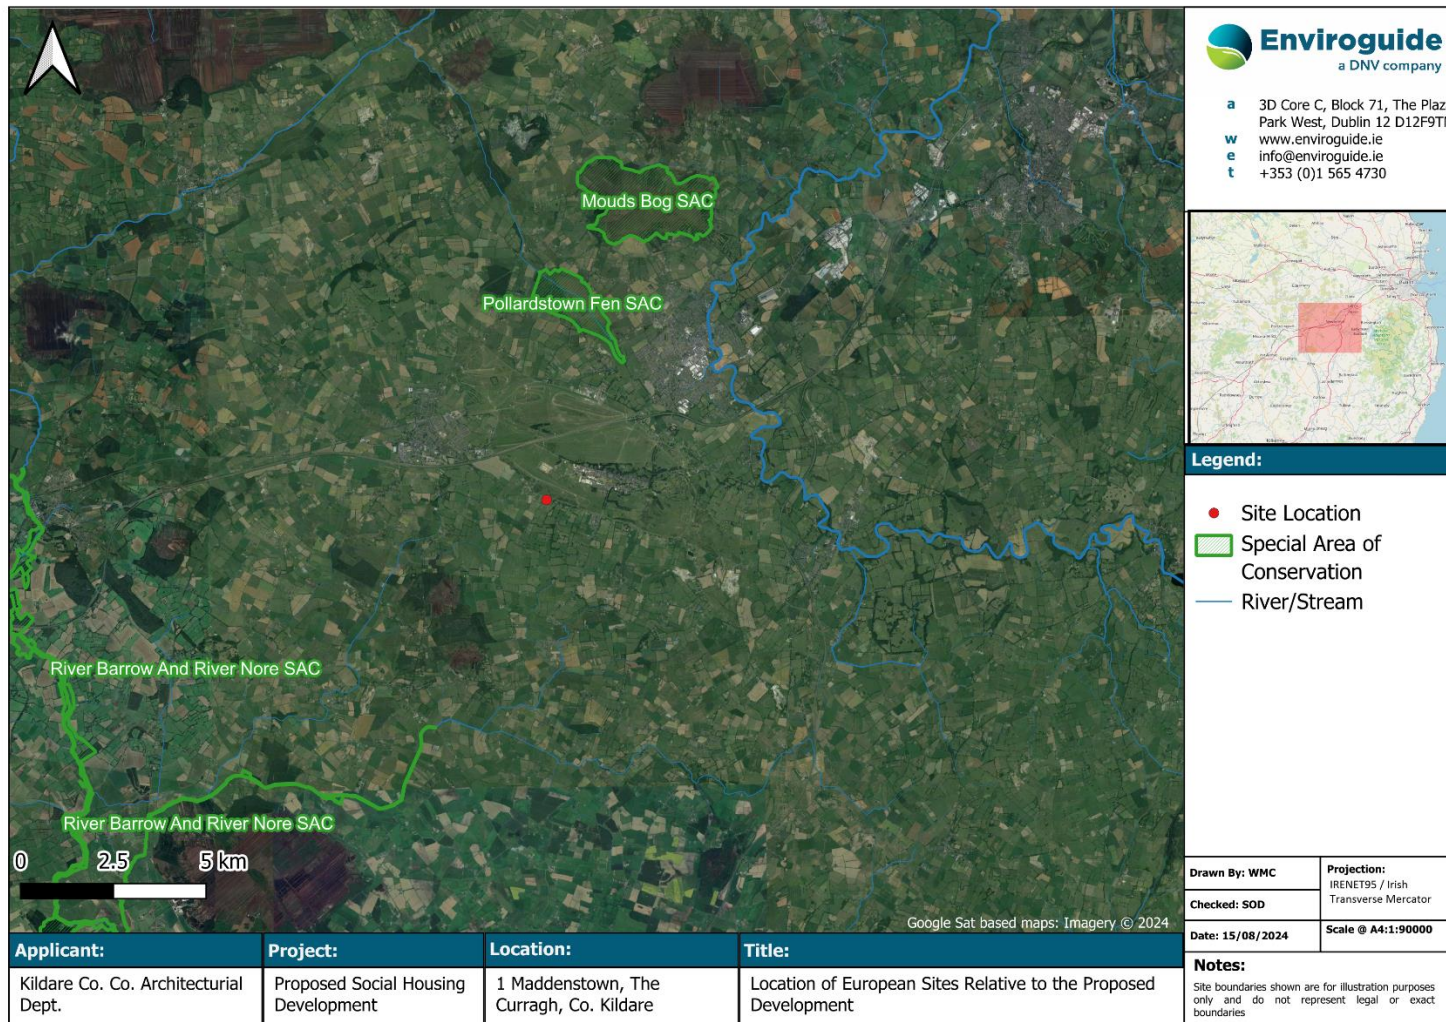 Mouds Bog SAC
Pollardstown Fen SAC
River Barrow And River Nore SAC
River Barrow And River Nore SAC
0 2.5 5 km
Google Sat based maps: Imagery © 2024
Enviroguide
a DNV company
a 3D Core C, Block 71, The Plaz
Park West, Dublin 12 D12F9TN
w www.enviroguide.ie
e info@enviroguide.ie
t +353 (0)1 565 4730
Legend:
Site Location
Special Area of
Conservation
River/Stream
Drawn By: WMC
Checked: SOD
Date: 15/08/2024
Projection:
IRENET95 / Irish
Transverse Mercator
Scale @ A4:1:90000
Notes:
Site boundaries shown are for illustration purposes
only and do not represent legal or exact
boundaries
Applicant:
Kildare Co. Co. Architecturial
Dept.
Project:
Proposed Social Housing
Development
Location:
1 Maddenstown, The
Curragh, Co. Kildare
Title:
Location of European Sites Relative to the Proposed
Development